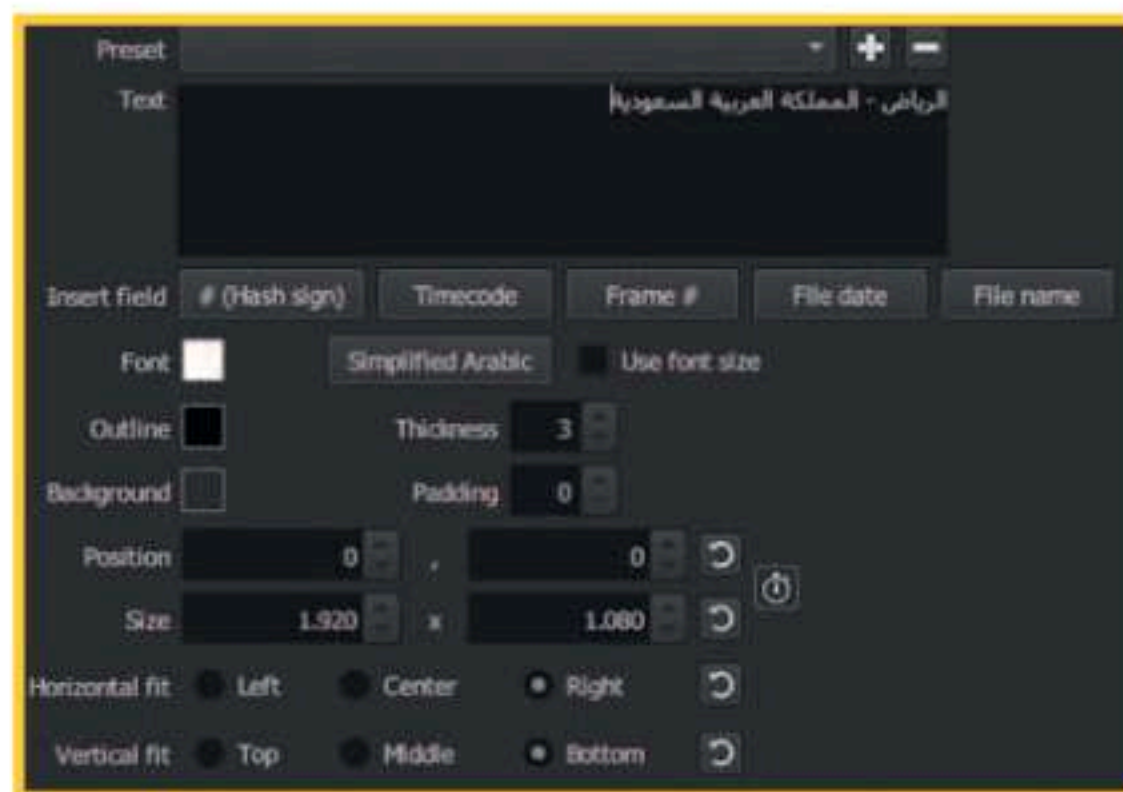 Preset
Text الرياض - المملكة العربية السعودية
Insert field # (Hash sign) Timecode Frame # File date File name
Font Simplified Arabic Use font size
Outline Thickness 3
Background Padding 0
Position 0 , 0
Size 1.920 x 1.080
Horizontal fit Left Center Right
Vertical fit Top Middle Bottom